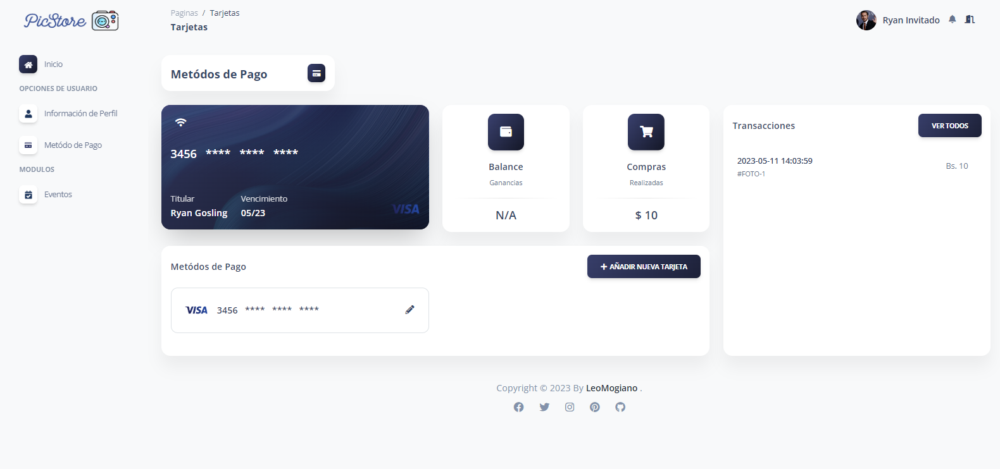 PicStore
Paginas / Tarjetas
Tarjetas
Ryan Invitado
Inicio
OPCIONES DE USUARIO
Información de Perfil
Metódo de Pago
MODULOS
Eventos
Metódos de Pago
3456 **** **** ****
Titular Vencimiento
Ryan Gosling 05/23
VISA
Balance
Ganancias
N/A
Compras
Realizadas
$ 10
Transacciones
VER TODOS
2023-05-11 14:03:59
#FOTO-1
Bs. 10
Metódos de Pago
+ AÑADIR NUEVA TARJETA
VISA 3456 **** **** ****
Copyright © 2023 By LeoMogiano .